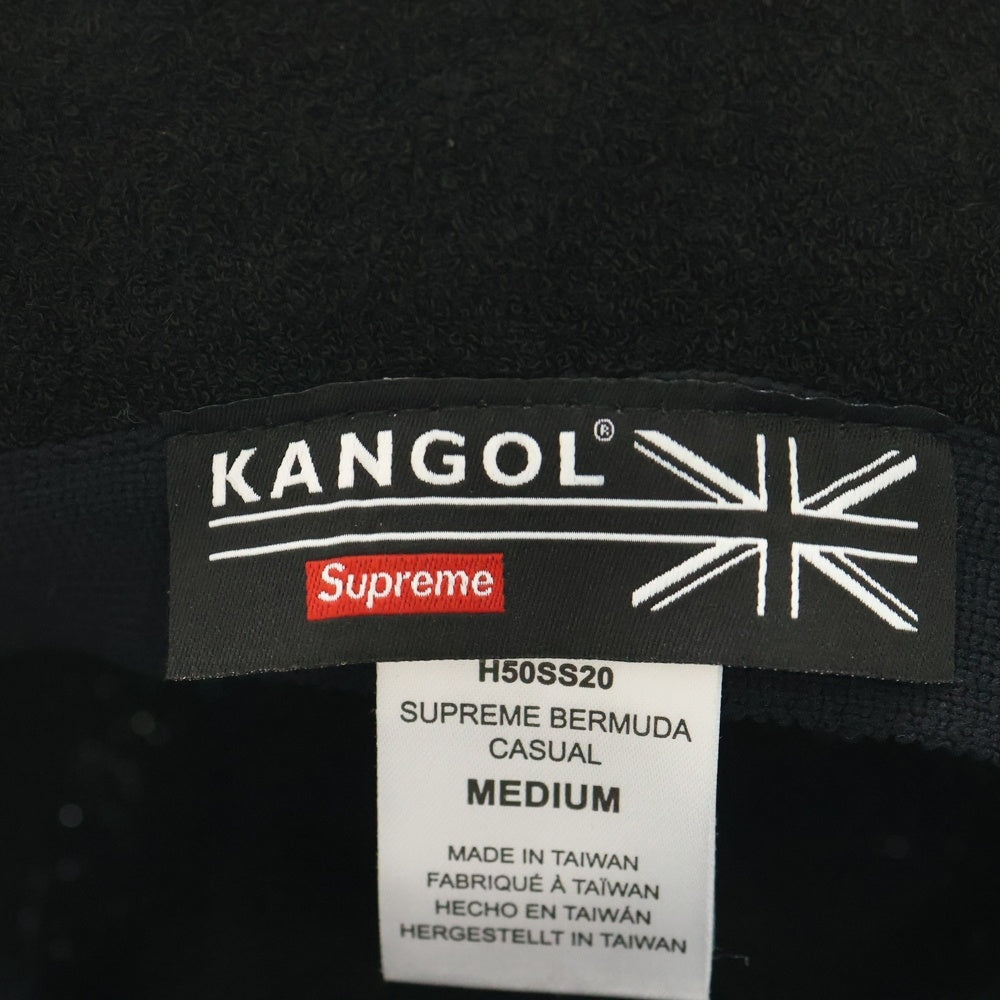 KANGOL®
Supreme
H50SS20
SUPREME BERMUDA
CASUAL
MEDIUM
MADE IN TAIWAN
FABRIQUÉ À TAÏWAN
HECHO EN TAIWÁN
HERGESTELLT IN TAIWAN